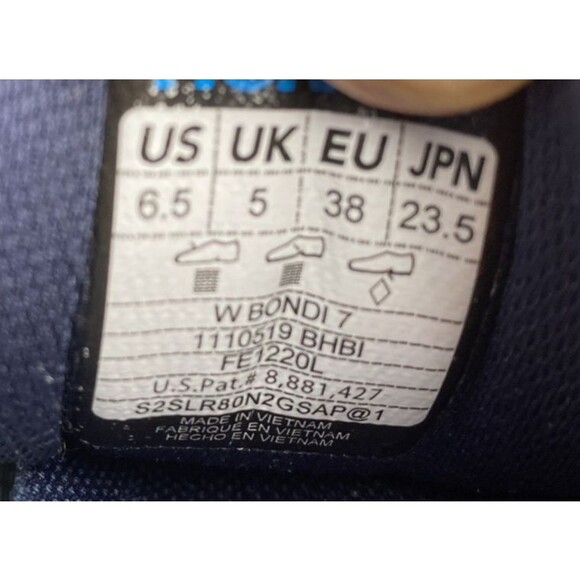 US UK EU JPN
6.5 5 38 23.5
W BONDI 7
1110519 BHBI
FE1220L
U.S.Pat.# 8,881,427
S2SLR80N2GSAP@1
MADE IN VIETNAM
FABRIQUE EN VIETNAM
HECHO EN VIETNAM